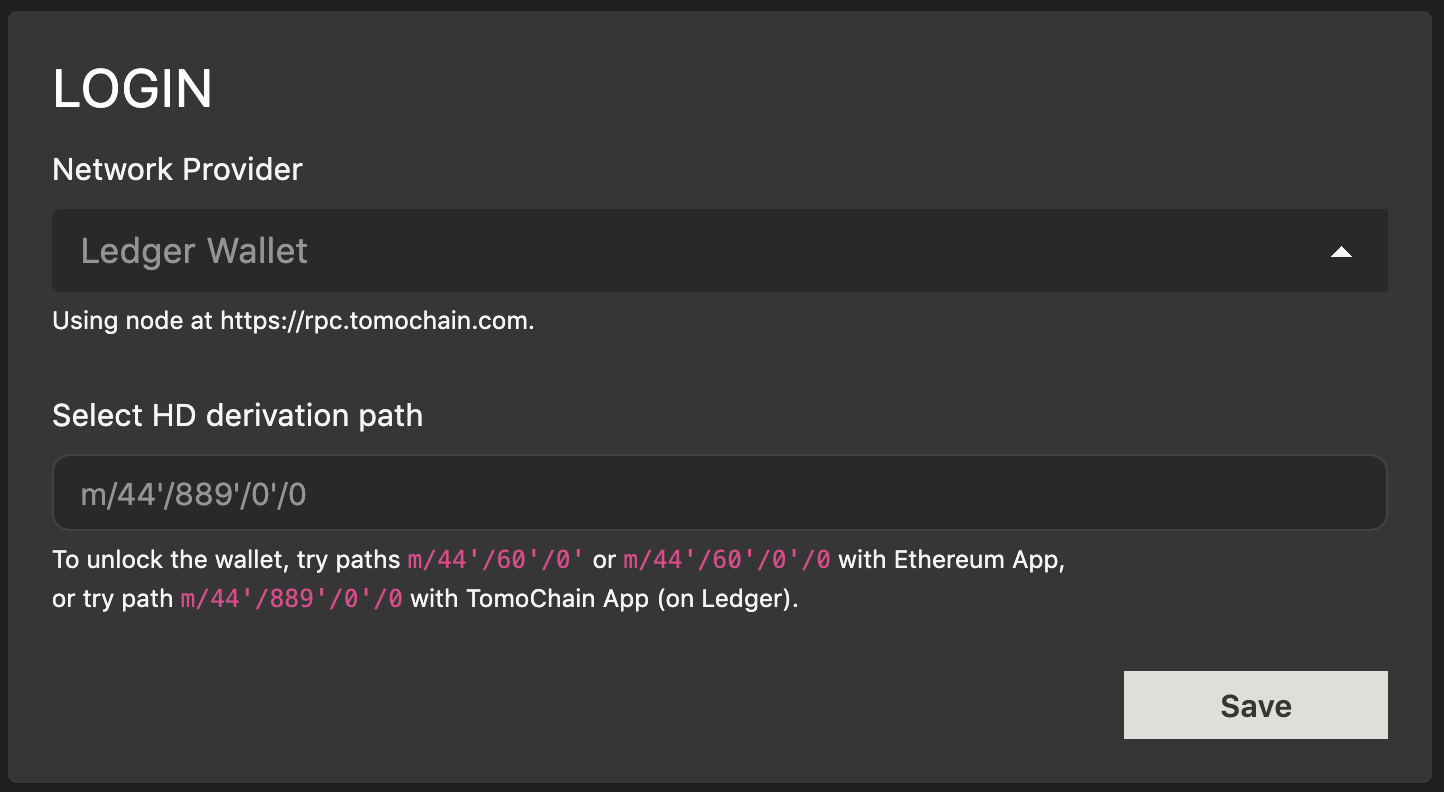 LOGIN
Network Provider
Ledger Wallet
Using node at https://rpc.tomochain.com.
Select HD derivation path
m/44'/889'/0'/0
To unlock the wallet, try paths m/44'/60'/0' or m/44'/60'/0'/0 with Ethereum App,
or try path m/44'/889'/0'/0 with TomoChain App (on Ledger).
Save